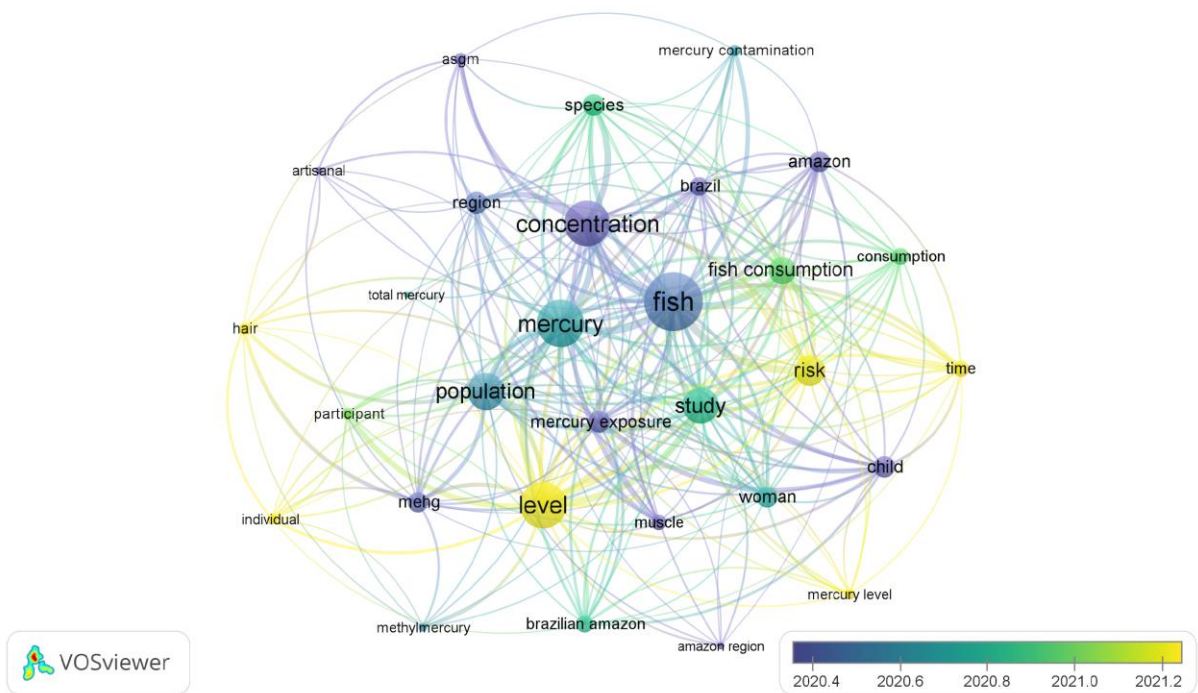 mercury contamination
asgm
species
amazon
artisanal
brazil
region
concentration
consumption
fish consumption
total mercury
fish
mercury
hair
risk
time
population
study
participant
mercury exposure
child
mehg
level
woman
individual
muscle
mercury level
brazilian amazon
methylmercury
amazon region
VOSviewer
2020.4 2020.6 2020.8 2021.0 2021.2